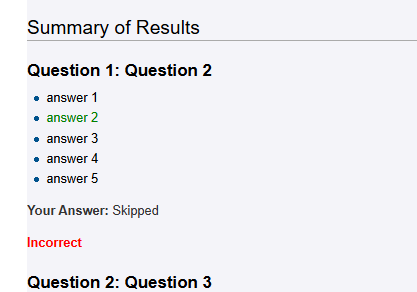 Summary of Results
Question 1: Question 2
answer 1
answer 2
answer 3
answer 4
answer 5
Your Answer: Skipped
Incorrect
Question 2: Question 3